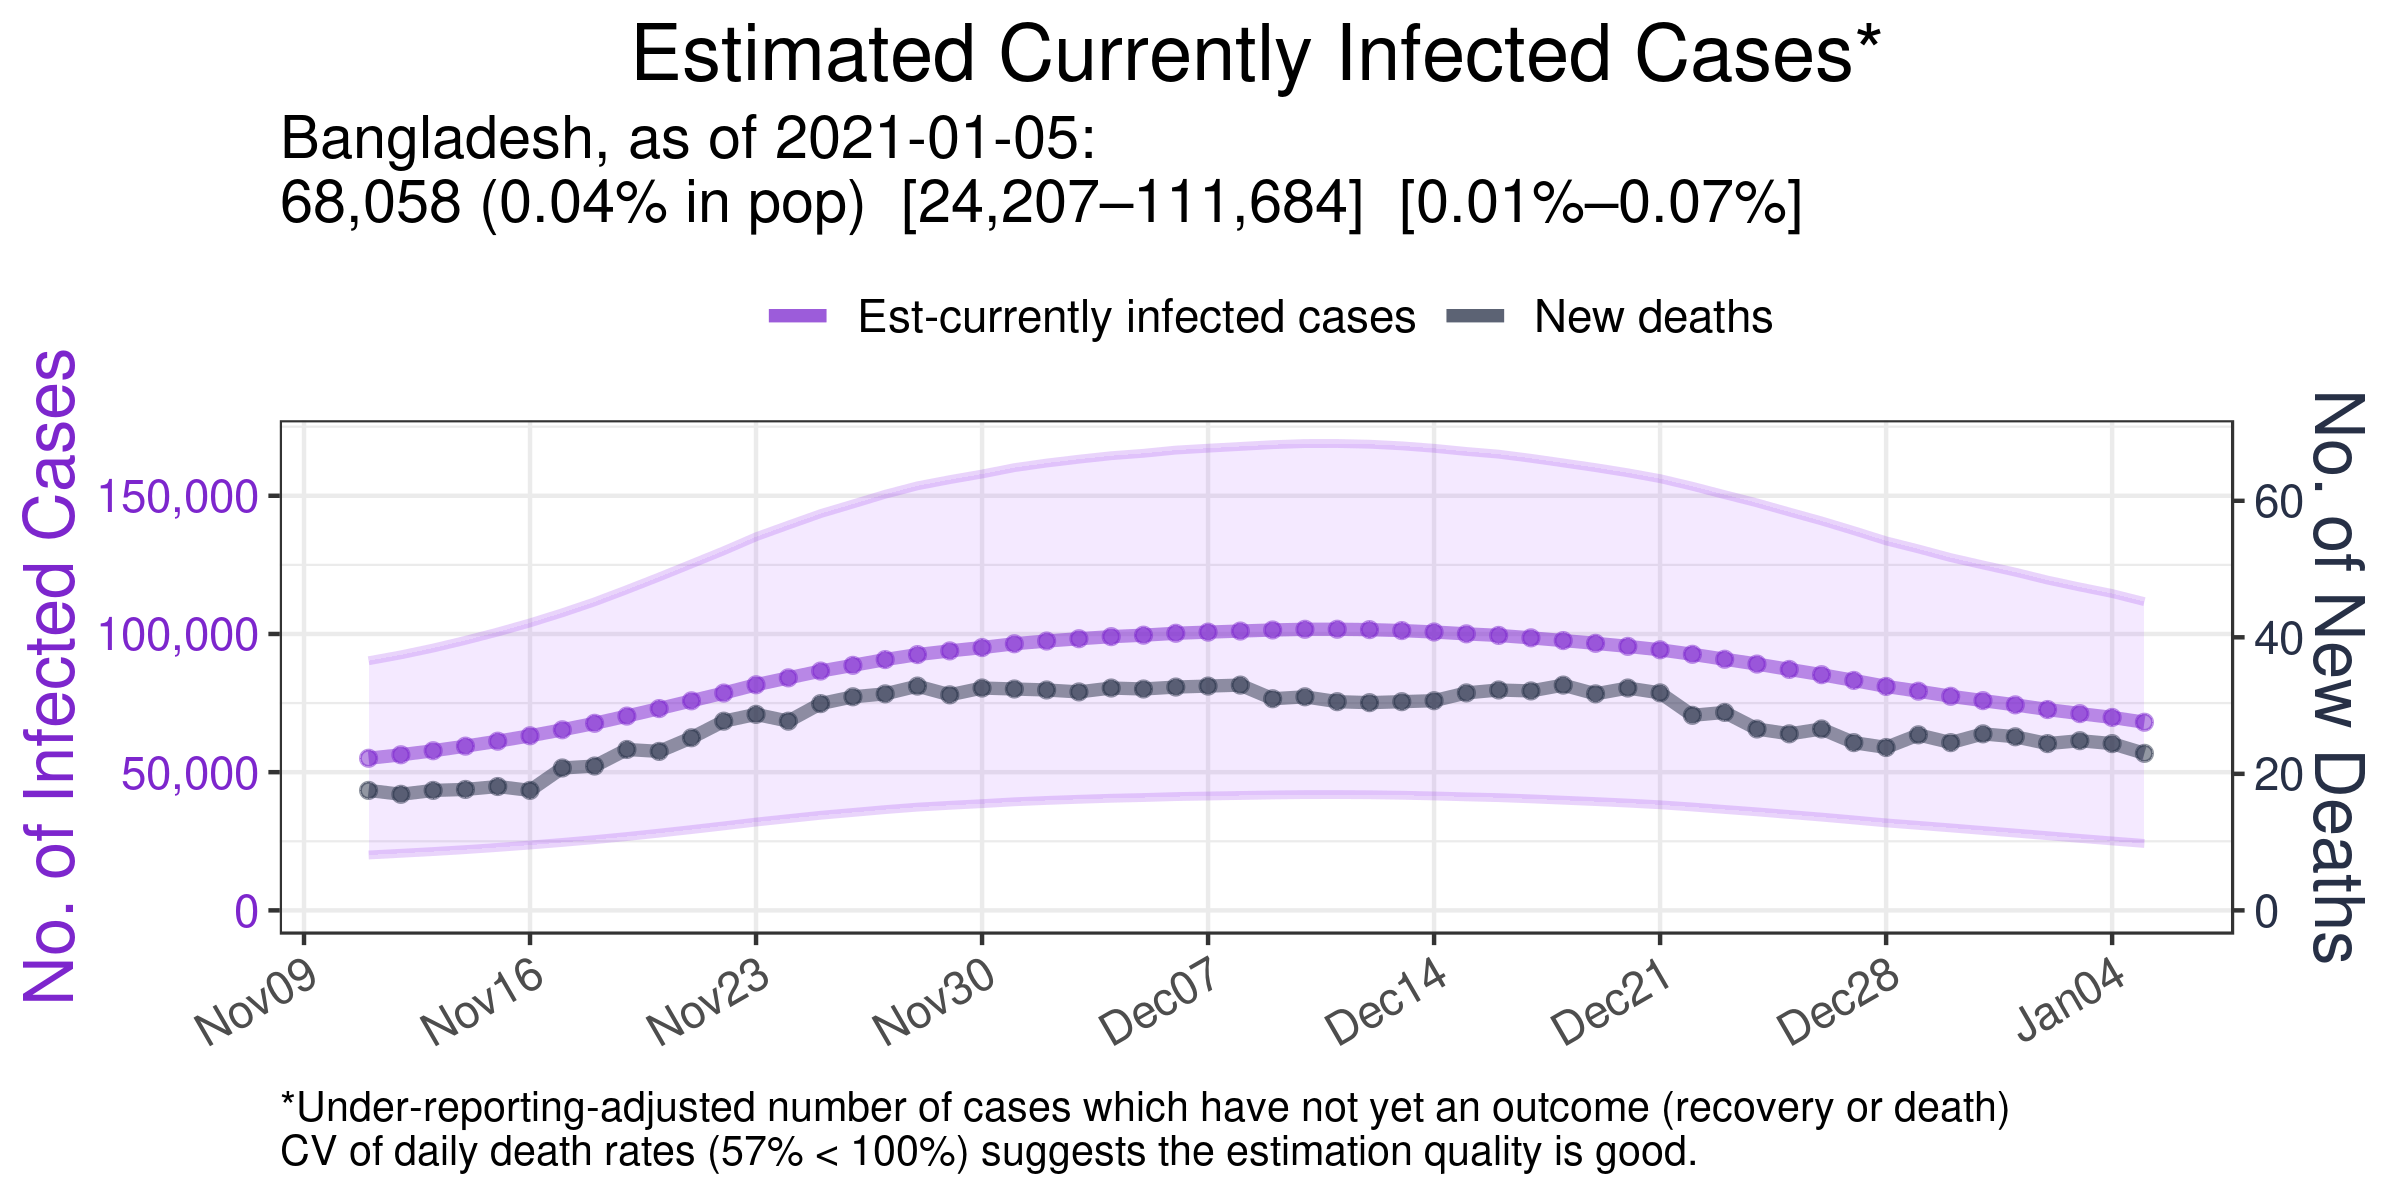 Estimated Currently Infected Cases*
Bangladesh, as of 2021-01-05:
68,058 (0.04% in pop)  [24,207–111,684]  [0.01%–0.07%]
Est-currently infected cases
New deaths
No. of Infected Cases
150,000
100,000
50,000
0
60
40
20
0
No. of New Deaths
Nov09
Nov16
Nov23
Nov30
Dec07
Dec14
Dec21
Dec28
Jan04
*Under-reporting-adjusted number of cases which have not yet an outcome (recovery or death)
CV of daily death rates (57% < 100%) suggests the estimation quality is good.